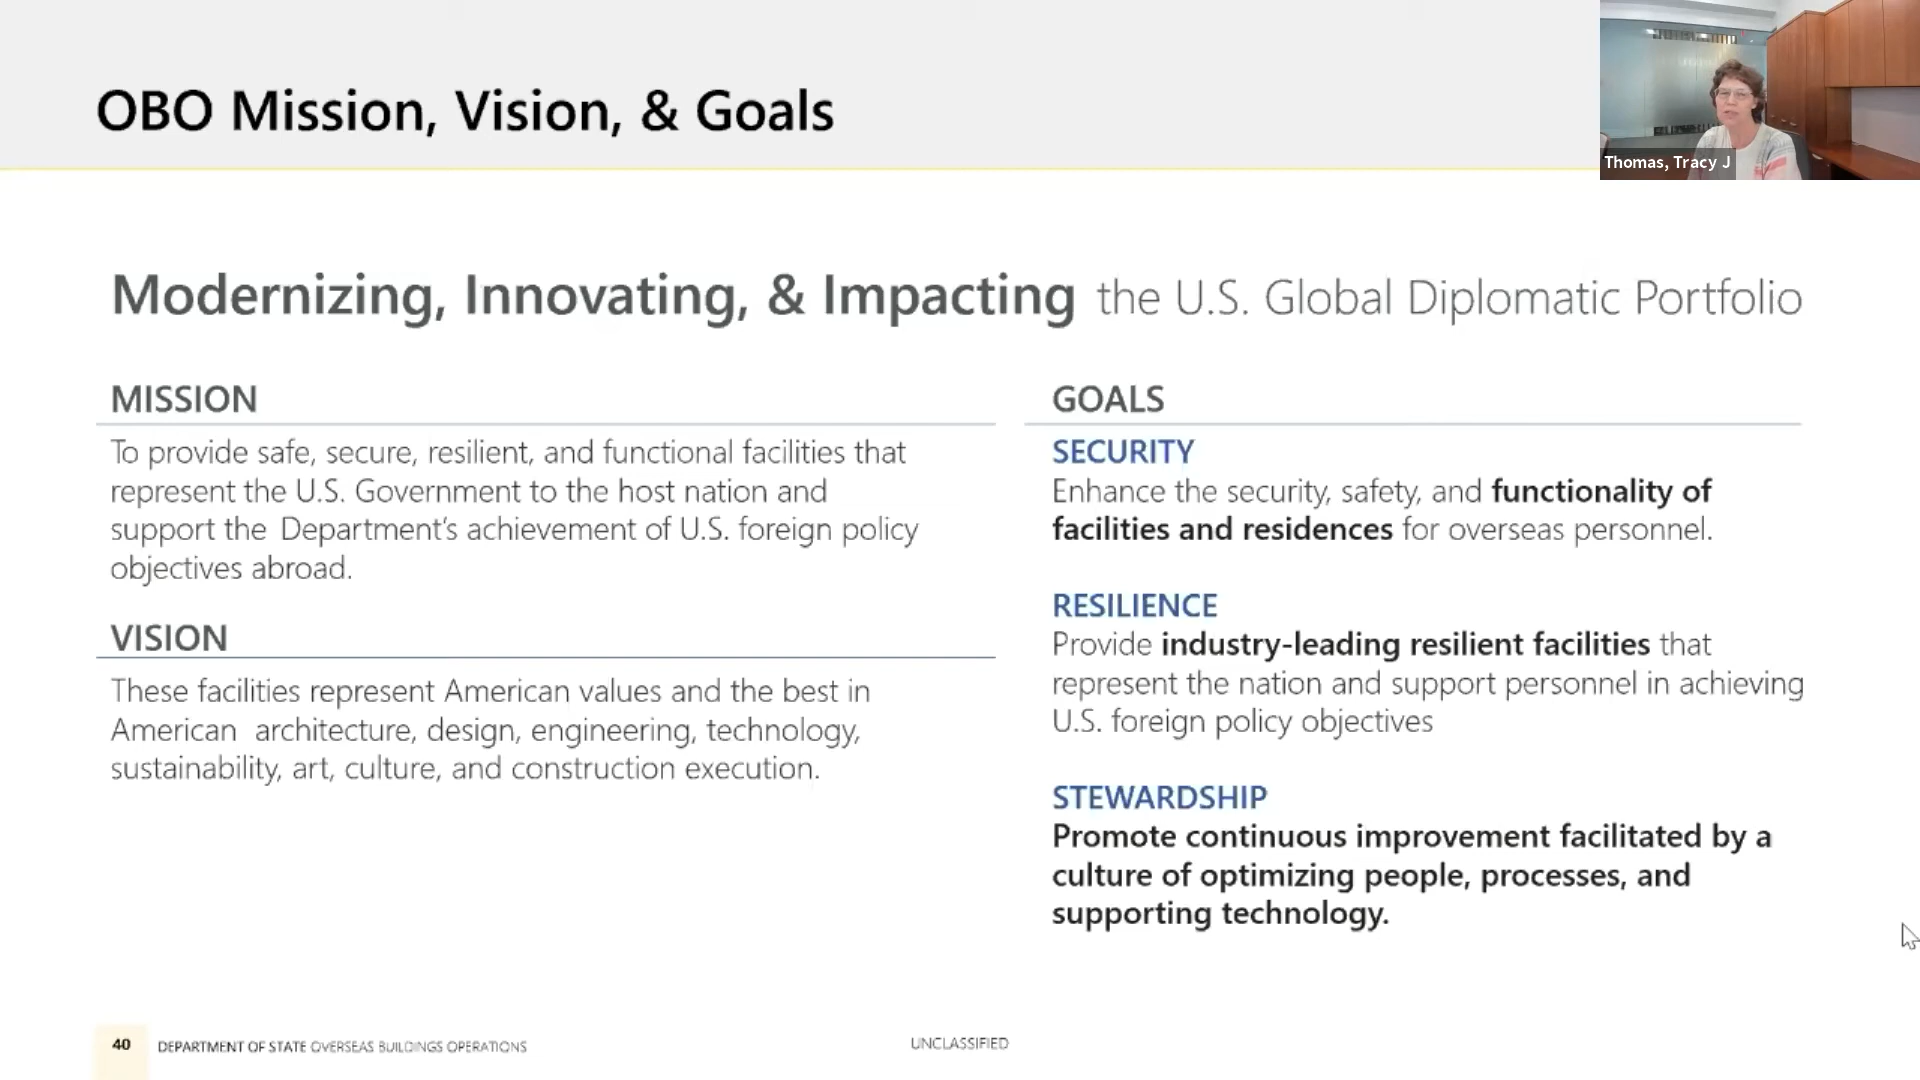 OBO Mission, Vision, & Goals
Thomas, Tracy J
Modernizing, Innovating, & Impacting the U.S. Global Diplomatic Portfolio
MISSION
To provide safe, secure, resilient, and functional facilities that
represent the U.S. Government to the host nation and
support the Department's achievement of U.S. foreign policy
objectives abroad.
VISION
These facilities represent American values and the best in
American architecture, design, engineering, technology,
sustainability, art, culture, and construction execution.
GOALS
SECURITY
Enhance the security, safety, and functionality of
facilities and residences for overseas personnel.
RESILIENCE
Provide industry-leading resilient facilities that
represent the nation and support personnel in achieving
U.S. foreign policy objectives
STEWARDSHIP
Promote continuous improvement facilitated by a
culture of optimizing people, processes, and
supporting technology.
40 DEPARTMENT OF STATE OVERSEAS BUILDINGS OPERATIONS
UNCLASSIFIED